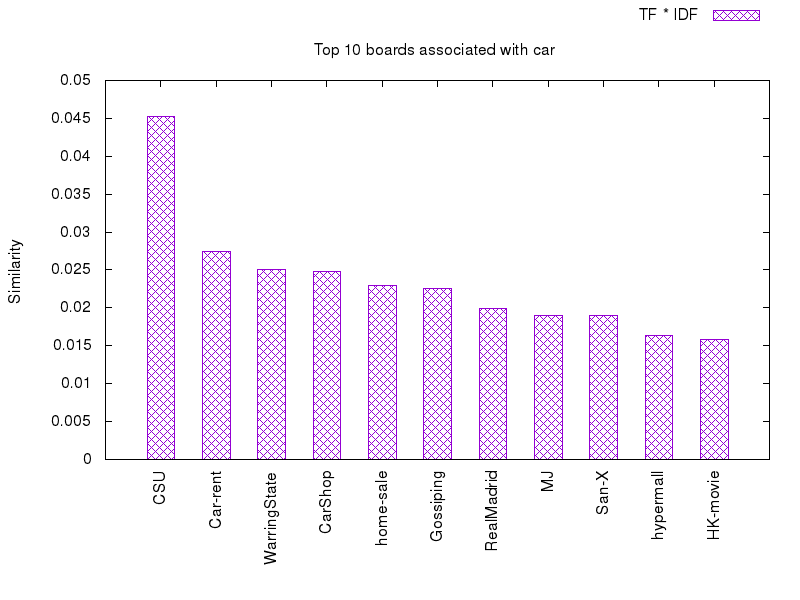 TF * IDF
Top 10 boards associated with car
0.05
0.045
0.04
0.035
0.03
0.025
0.02
0.015
0.01
0.005
0
Similarity
CSU
Car-rent
WarringState
CarShop
home-sale
Gossiping
RealMadrid
MJ
San-X
hypermall
HK-movie